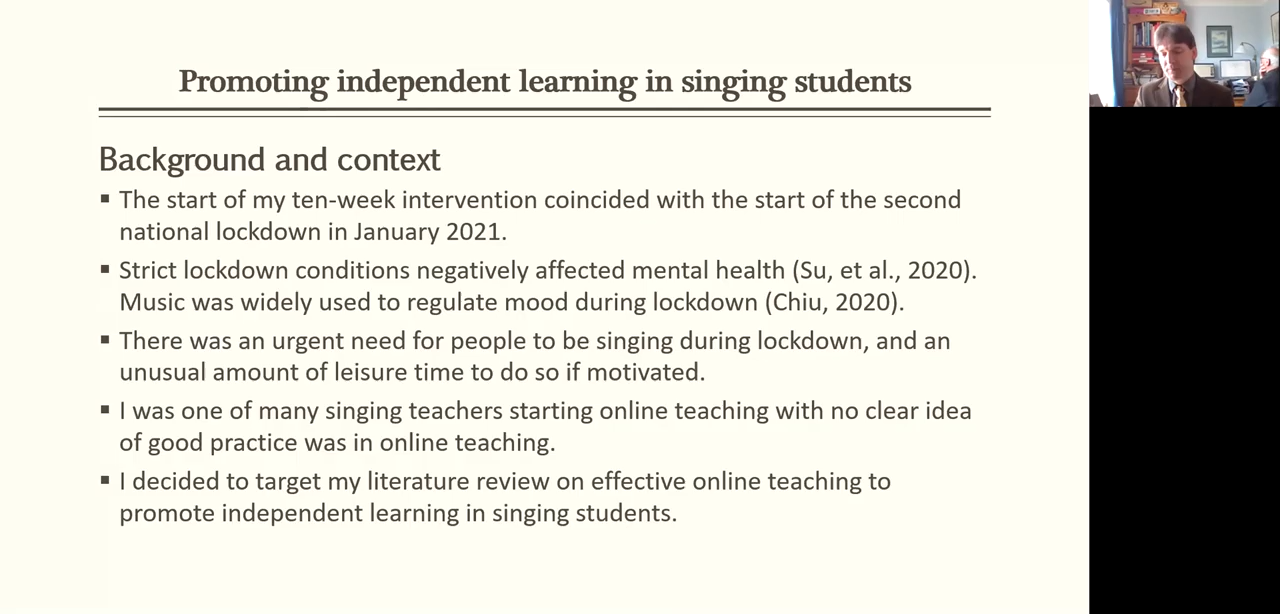 Promoting independent learning in singing students
Background and context
▪ The start of my ten-week intervention coincided with the start of the second
national lockdown in January 2021.
▪ Strict lockdown conditions negatively affected mental health (Su, et al., 2020).
Music was widely used to regulate mood during lockdown (Chiu, 2020).
▪ There was an urgent need for people to be singing during lockdown, and an
unusual amount of leisure time to do so if motivated.
▪ I was one of many singing teachers starting online teaching with no clear idea
of good practice was in online teaching.
▪ I decided to target my literature review on effective online teaching to
promote independent learning in singing students.